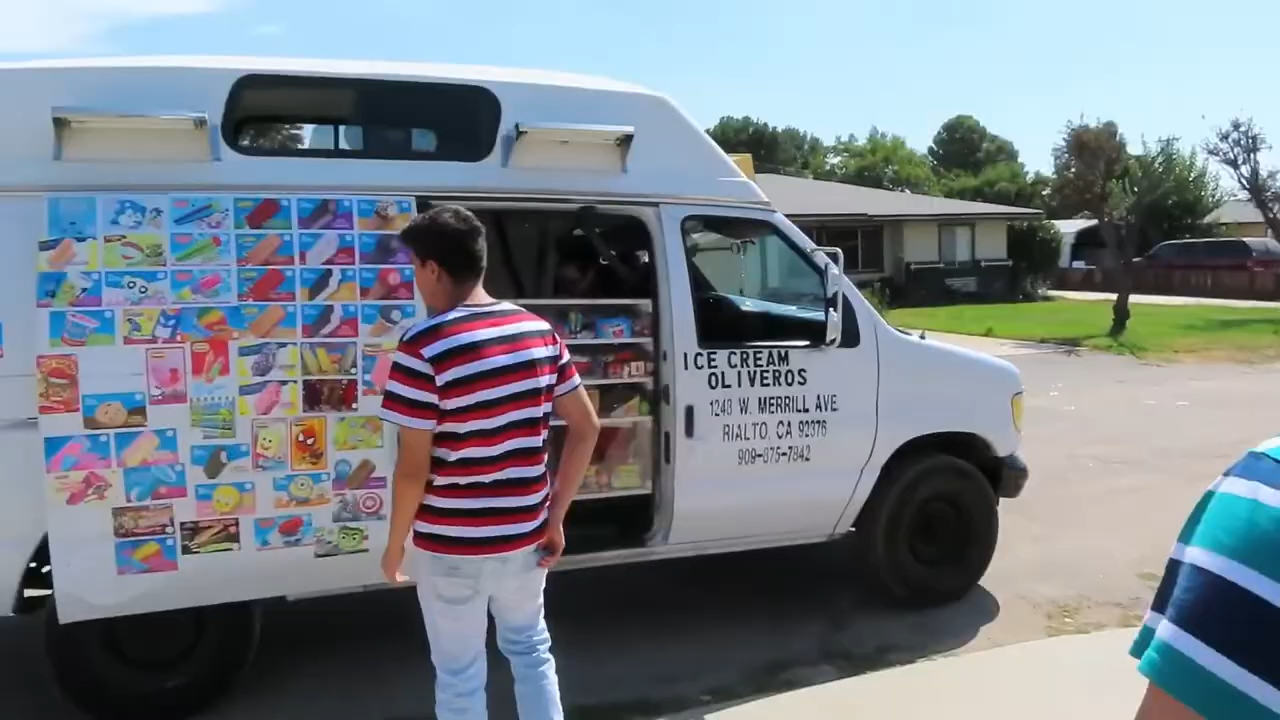 ICE CREAM
OLIVEROS
1248 W. MERRILL AVE.
RIALTO, CA 92376
909-875-7842